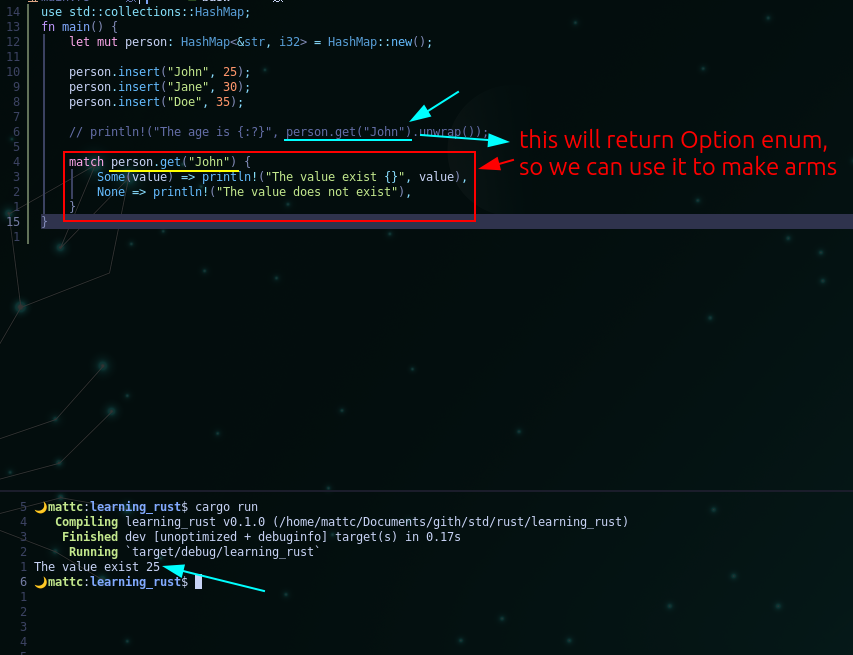 14 use std::collections::HashMap;
13 fn main() {
12     let mut person: HashMap<&str, i32> = HashMap::new();
11
10     person.insert("John", 25);
9     person.insert("Jane", 30);
8     person.insert("Doe", 35);
7
6     // println!("The age is {:?}", person.get("John").unwrap());
this will return Option enum,
so we can use it to make arms
5
4     match person.get("John") {
3         Some(value) => println!("The value exist {}", value),
2         None => println!("The value does not exist"),
1     }
15 }
1
5 🌙mattc:learning_rust$ cargo run
4    Compiling learning_rust v0.1.0 (/home/mattc/Documents/gith/std/rust/learning_rust)
3     Finished dev [unoptimized + debuginfo] target(s) in 0.17s
2      Running `target/debug/learning_rust`
1 The value exist 25
6 🌙mattc:learning_rust$
1
2
3
4